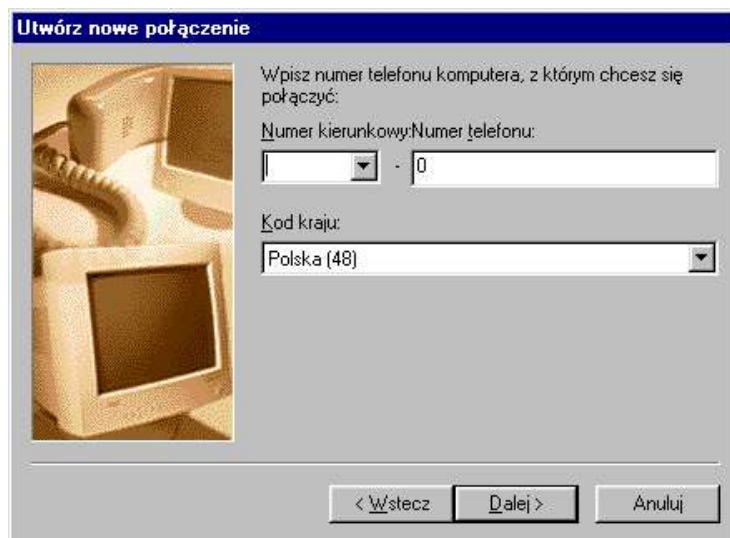 Utwórz nowe połączenie
Wpisz numer telefonu komputera, z którym chcesz się
połączyć:
Numer kierunkowy:Numer telefonu:
- 0
Kod kraju:
Polska (48)
< Wstecz Dalej > Anuluj